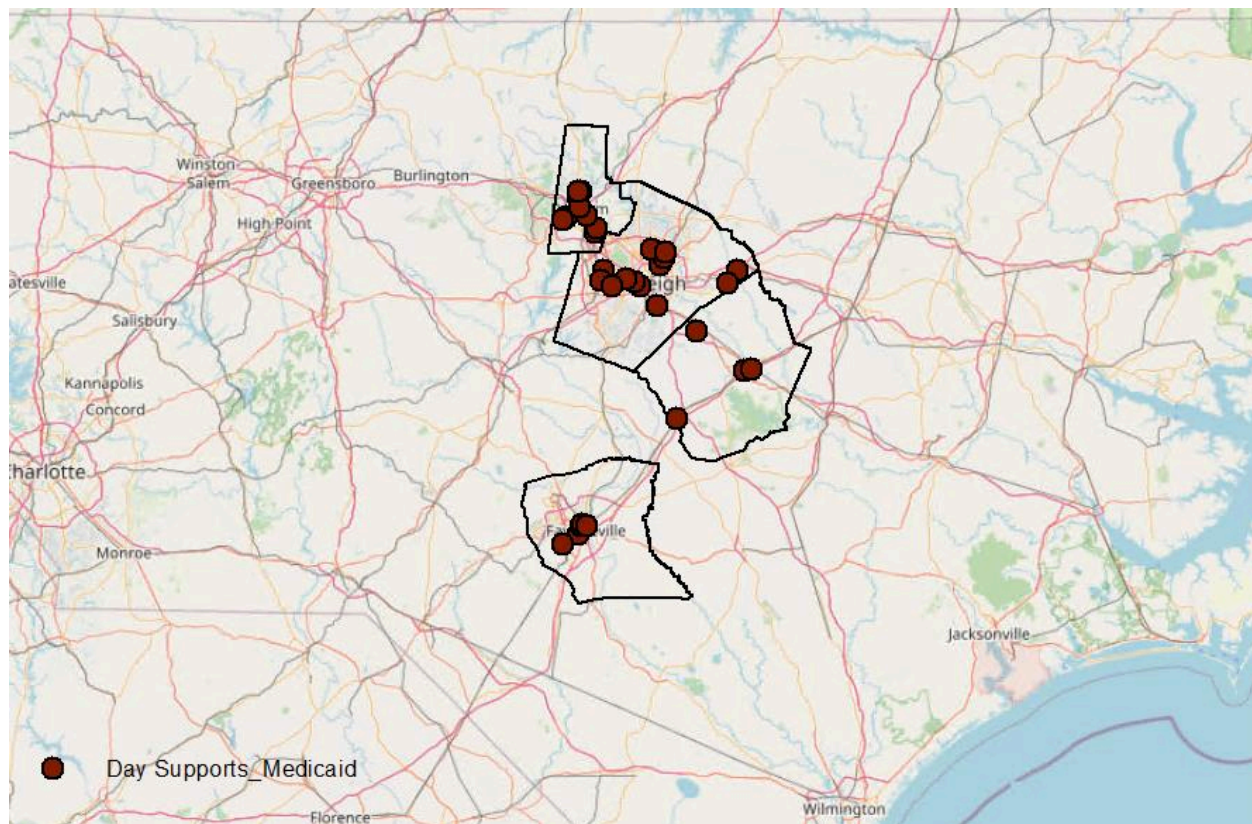 Winston-
Salem
Greensboro
Burlington
High Point
atesville
Salisbury
Kannapolis
Concord
Charlotte
Monroe
Jacksonville
Day Supports_Medicaid
Florence
Wilmington